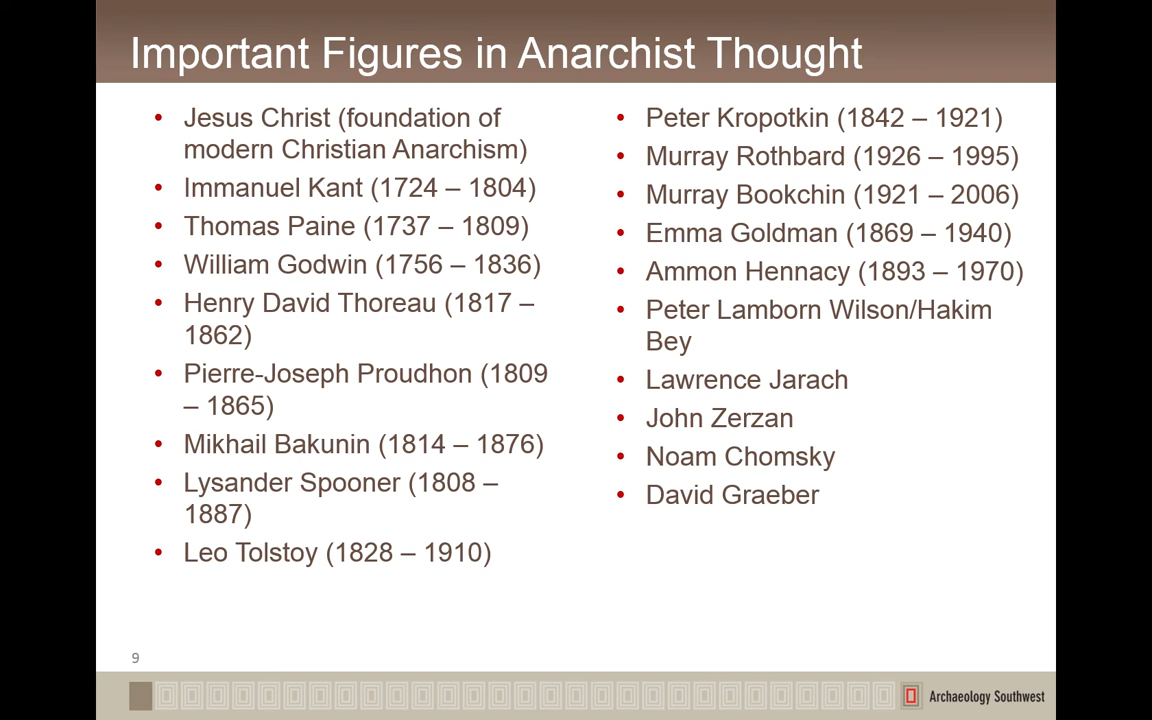 Important Figures in Anarchist Thought
• Jesus Christ (foundation of
modern Christian Anarchism)
• Immanuel Kant (1724 – 1804)
• Thomas Paine (1737 – 1809)
• William Godwin (1756 – 1836)
• Henry David Thoreau (1817 –
1862)
• Pierre-Joseph Proudhon (1809
– 1865)
• Mikhail Bakunin (1814 – 1876)
• Lysander Spooner (1808 –
1887)
• Leo Tolstoy (1828 – 1910)
• Peter Kropotkin (1842 – 1921)
• Murray Rothbard (1926 – 1995)
• Murray Bookchin (1921 – 2006)
• Emma Goldman (1869 – 1940)
• Ammon Hennacy (1893 – 1970)
• Peter Lamborn Wilson/Hakim
Bey
• Lawrence Jarach
• John Zerzan
• Noam Chomsky
• David Graeber
9
Archaeology Southwest